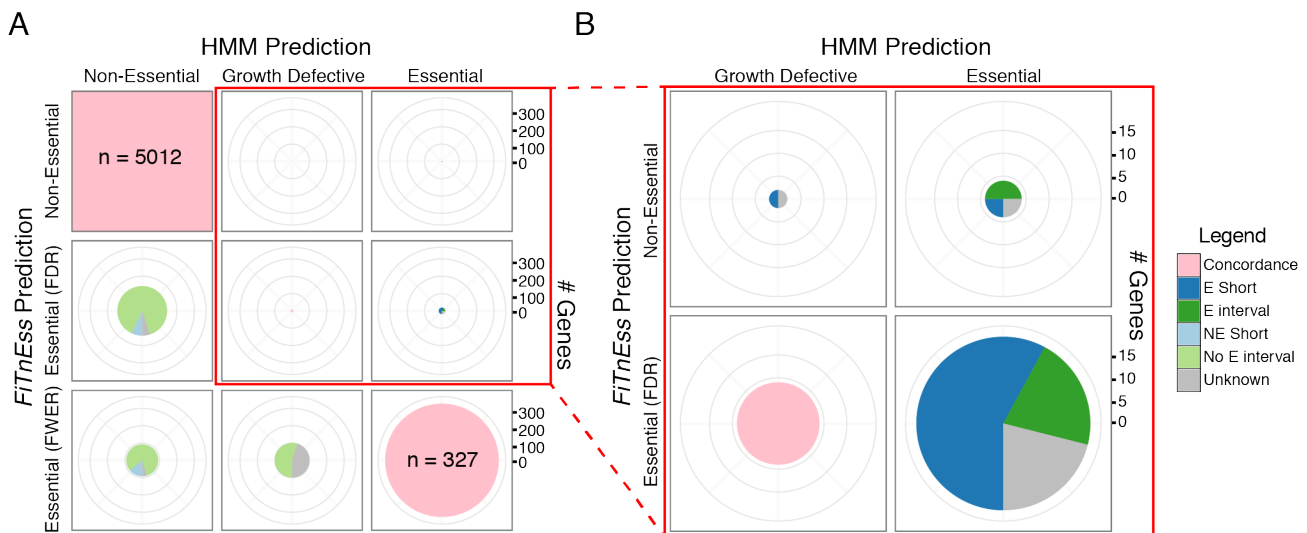 A
HMM Prediction
Non-Essential
Growth Defective
Essential
FiTnEss Prediction
Non-Essential
Essential (FDR)
Essential (FWER)
n = 5012
n = 327
300
200
100
0
300
200
100
0
300
200
100
0
# Genes
B
HMM Prediction
Growth Defective
Essential
FiTnEss Prediction
Non-Essential
Essential (FDR)
15
10
5
0
15
10
5
0
# Genes
Legend
Concordance
E Short
E interval
NE Short
No E interval
Unknown